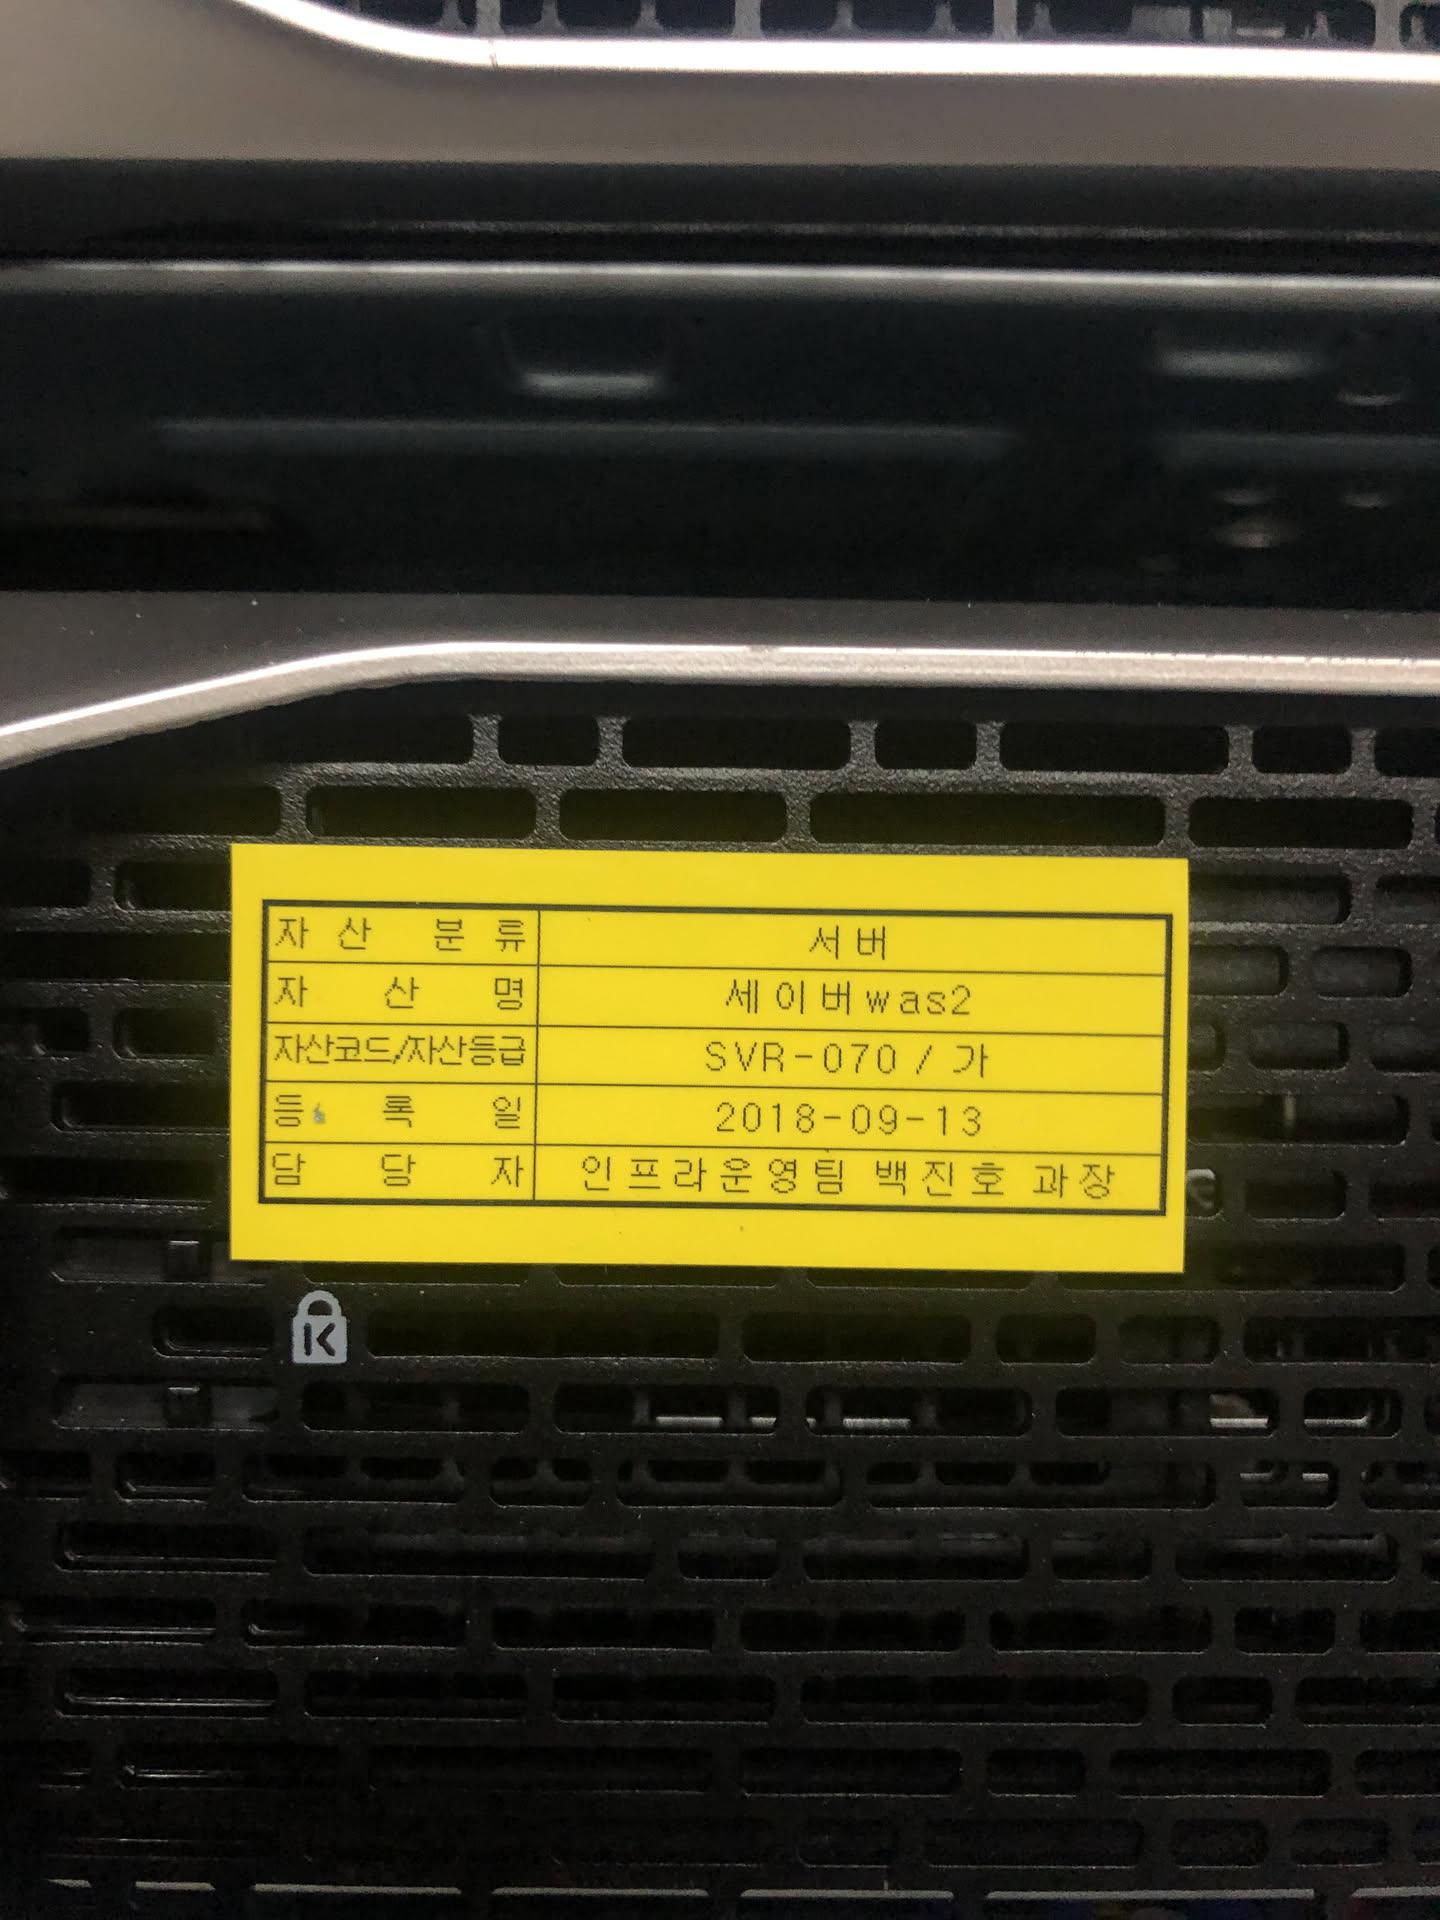 자산 분류 서버
자산명 세이버was2
자산코드/자산등급 SVR-070 / 가
등록일 2018-09-13
담당자 인프라운영팀 백진호 과장
K